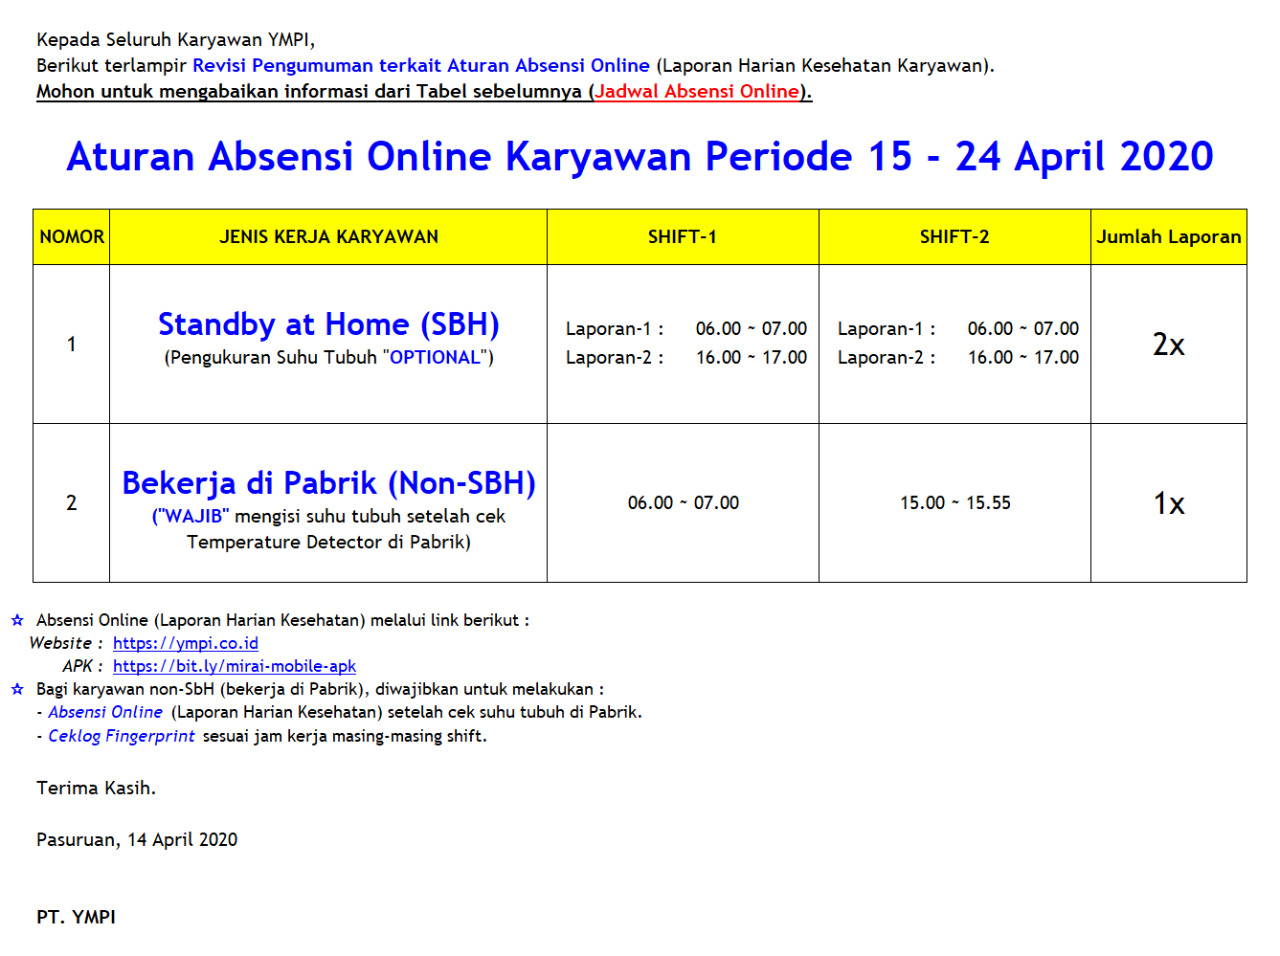 Kepada Seluruh Karyawan YMPI,
Berikut terlampir Revisi Pengumuman terkait Aturan Absensi Online (Laporan Harian Kesehatan Karyawan).
Mohon untuk mengabaikan informasi dari Tabel sebelumnya (Jadwal Absensi Online).
Aturan Absensi Online Karyawan Periode 15 - 24 April 2020
NOMOR JENIS KERJA KARYAWAN SHIFT-1 SHIFT-2 Jumlah Laporan
1
Standby at Home (SBH)
(Pengukuran Suhu Tubuh "OPTIONAL")
Laporan-1 : 06.00 ~ 07.00
Laporan-2 : 16.00 ~ 17.00
Laporan-1 : 06.00 ~ 07.00
Laporan-2 : 16.00 ~ 17.00
2x
2
Bekerja di Pabrik (Non-SBH)
("WAJIB" mengisi suhu tubuh setelah cek
Temperature Detector di Pabrik)
06.00 ~ 07.00
15.00 ~ 15.55
1x
☆ Absensi Online (Laporan Harian Kesehatan) melalui link berikut :
Website : https://ympi.co.id
APK : https://bit.ly/mirai-mobile-apk
☆ Bagi karyawan non-SbH (bekerja di Pabrik), diwajibkan untuk melakukan :
- Absensi Online (Laporan Harian Kesehatan) setelah cek suhu tubuh di Pabrik.
- Ceklog Fingerprint sesuai jam kerja masing-masing shift.
Terima Kasih.
Pasuruan, 14 April 2020
PT. YMPI